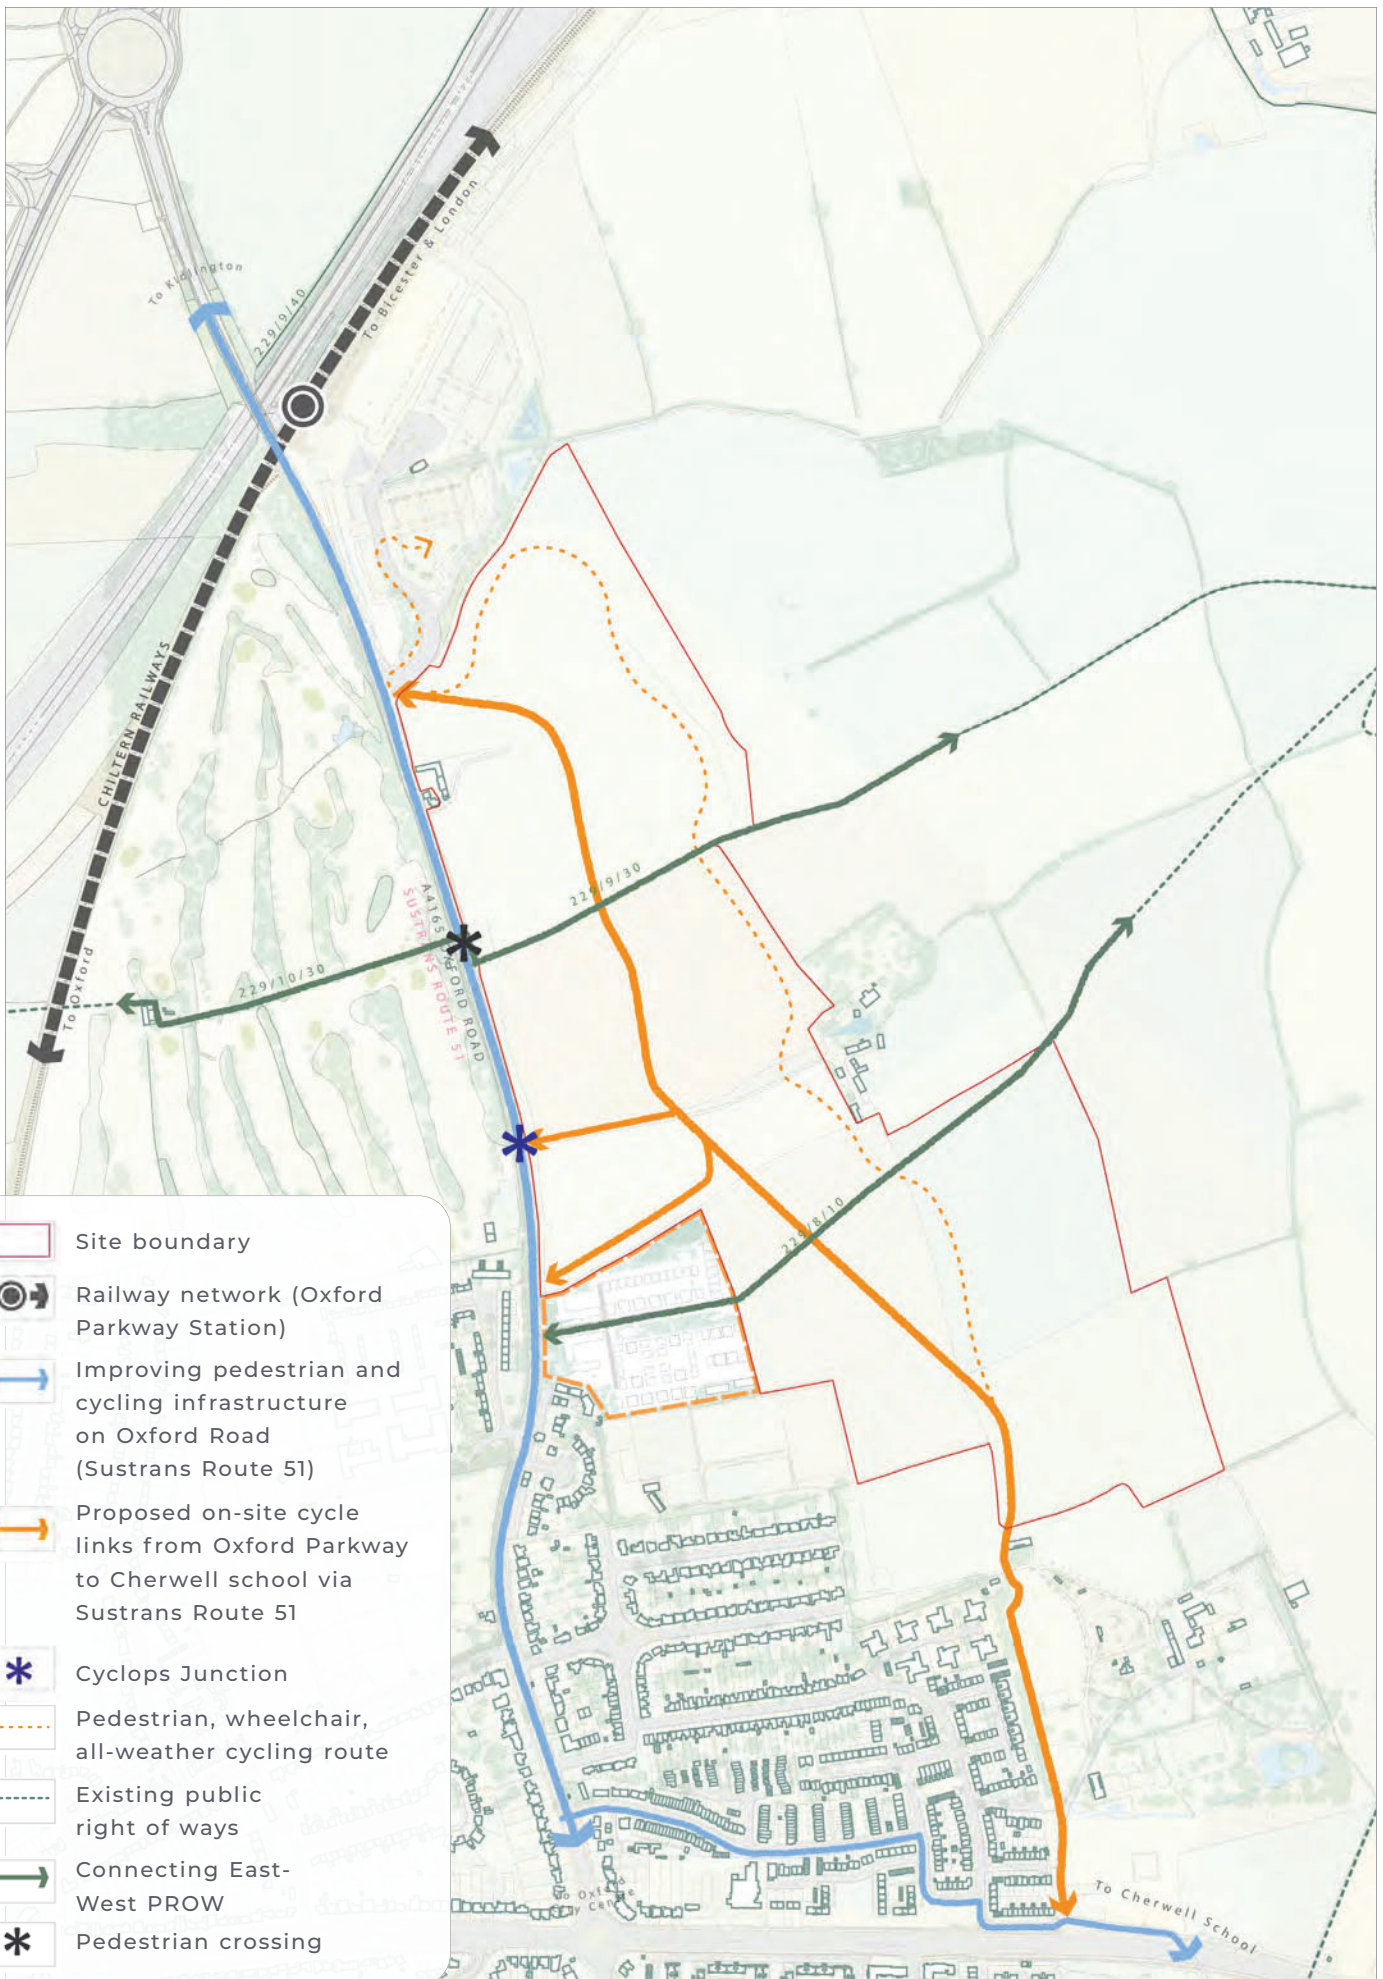 To Kidlington
229/9/40
To Bicester & London
CHILTERN RAILWAYS
To Oxford
229/9/30
229/10/30
A4165 OXFORD ROAD
SUSTRANS ROUTE 51
229/8/10
Site boundary
Railway network (Oxford
Parkway Station)
Improving pedestrian and
cycling infrastructure
on Oxford Road
(Sustrans Route 51)
Proposed on-site cycle
links from Oxford Parkway
to Cherwell school via
Sustrans Route 51
Cyclops Junction
Pedestrian, wheelchair,
all-weather cycling route
Existing public
right of ways
Connecting East-
West PROW
Pedestrian crossing
To Oxford
City Centre
To Cherwell School